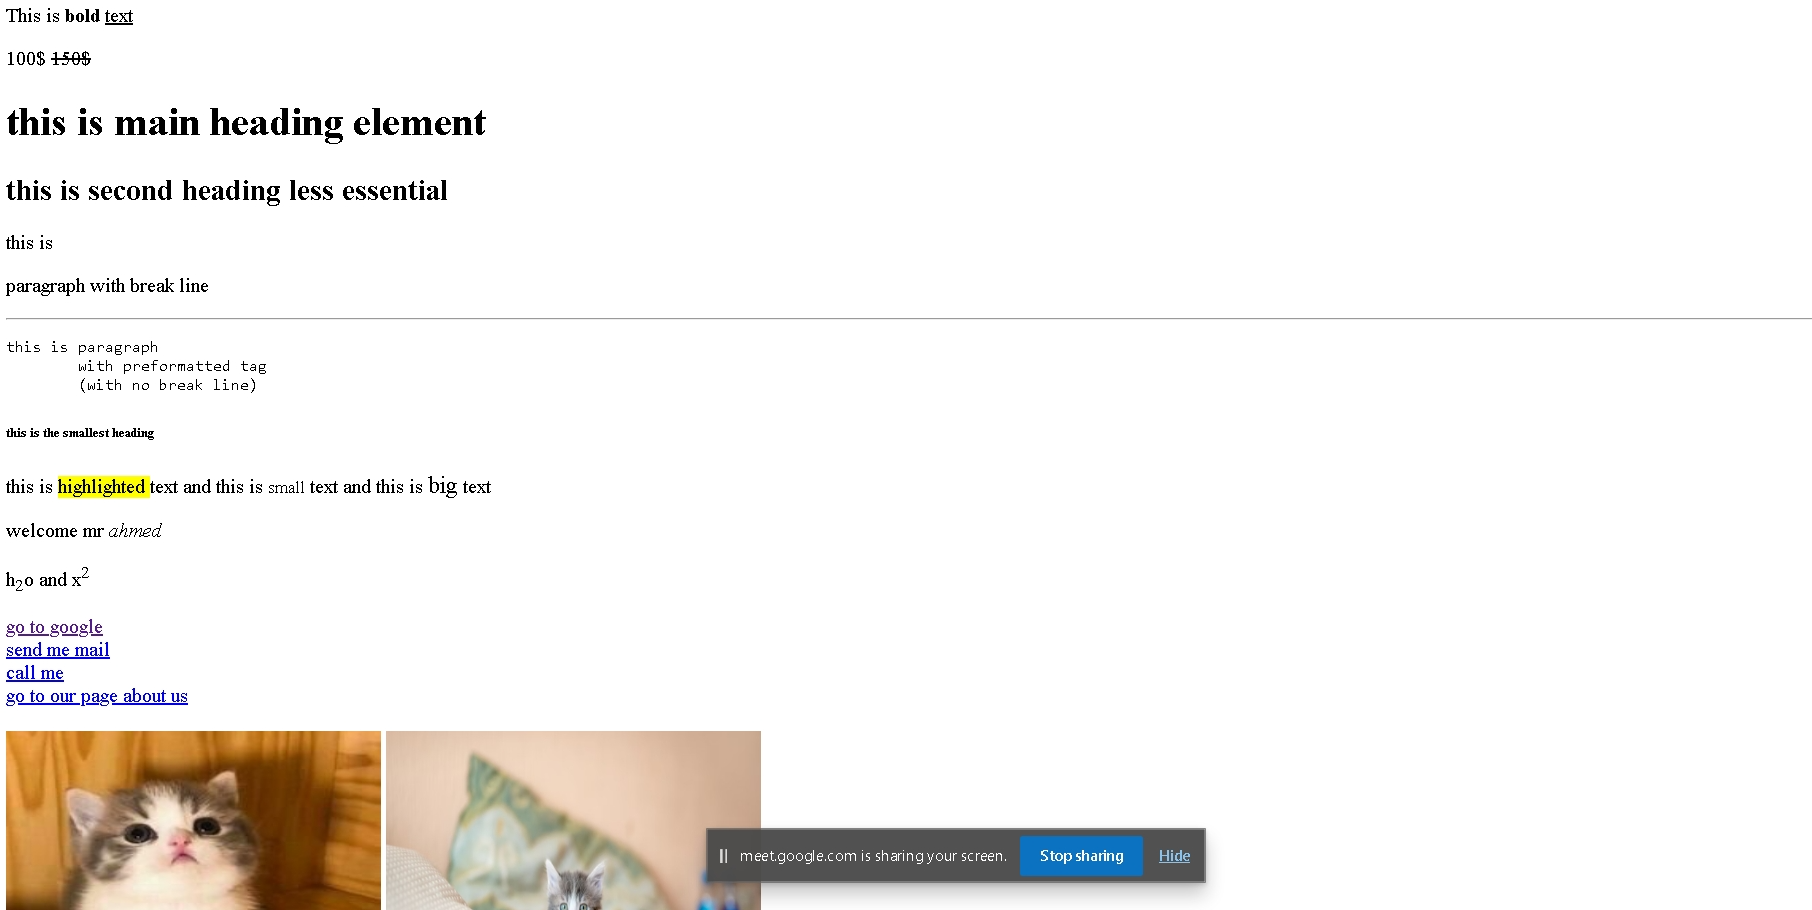 This is bold text
100$ 150$
this is main heading element
this is second heading less essential
this is
paragraph with break line
this is paragraph
with preformatted tag
(with no break line)
this is the smallest heading
this is highlighted text and this is small text and this is big text
welcome mr ahmed
h₂o and x²
go to google
send me mail
call me
go to our page about us
meet.google.com is sharing your screen. Stop sharing Hide